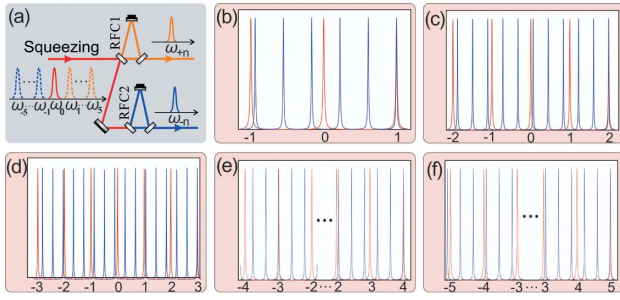 (a)
RFC1
Squeezing
ω+n
RFC2
ω-5 ... ω-1 ω0 ω1 ... ω5
ω-n
(b)
-1 0 1
(c)
-2 -1 0 1 2
(d)
-3 -2 -1 0 1 2 3
(e)
...
-4 -3 -2...2 3 4
(f)
...
-5 -4 -3...3 4 5